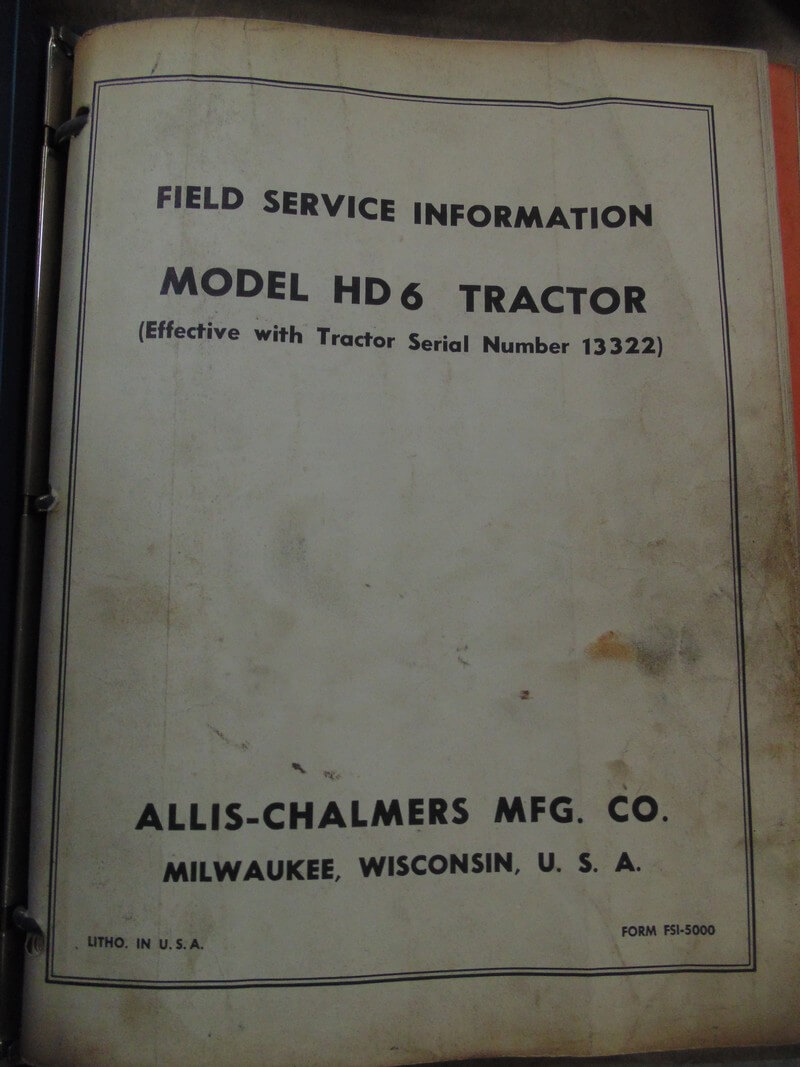 FIELD SERVICE INFORMATION
MODEL HD6 TRACTOR
(Effective with Tractor Serial Number 13322)
ALLIS-CHALMERS MFG. CO.
MILWAUKEE, WISCONSIN, U. S. A.
LITHO. IN U. S. A.
FORM FSI-5000